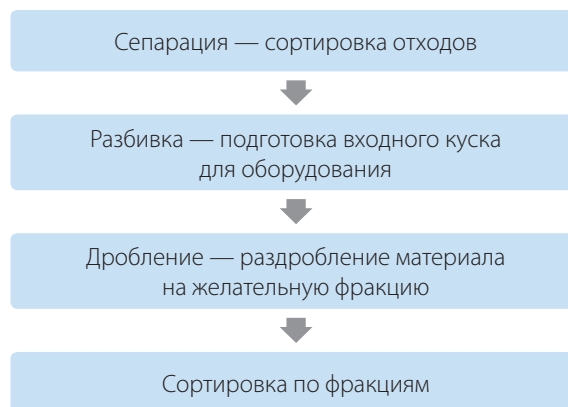 Сепарация — сортировка отходов
Разбивка — подготовка входного куска
для оборудования
Дробление — раздробление материала
на желательную фракцию
Сортировка по фракциям